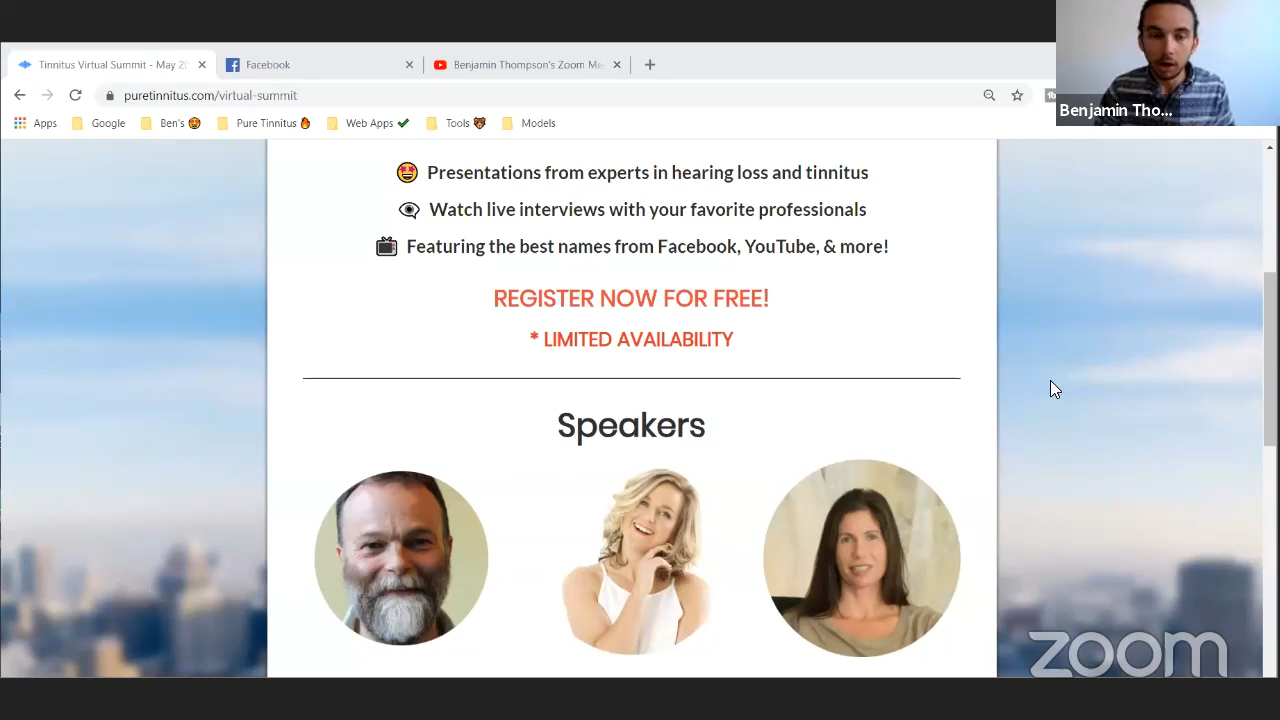 Tinnitus Virtual Summit - May 2
Facebook
Benjamin Thompson's Zoom Me
puretinnitus.com/virtual-summit
Apps
Google
Ben's 🤠
Pure Tinnitus 🔥
Web Apps ✔
Tools 🐯
Models
Benjamin Tho...
🤩 Presentations from experts in hearing loss and tinnitus
👁️‍🗨️ Watch live interviews with your favorite professionals
📺 Featuring the best names from Facebook, YouTube, & more!
REGISTER NOW FOR FREE!
* LIMITED AVAILABILITY
Speakers
zoom